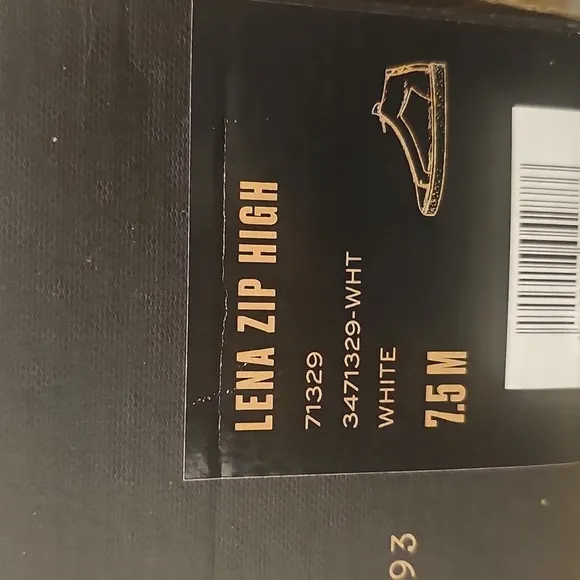 LENA ZIP HIGH
71329
3471329-WHT
WHITE
7.5 M
93